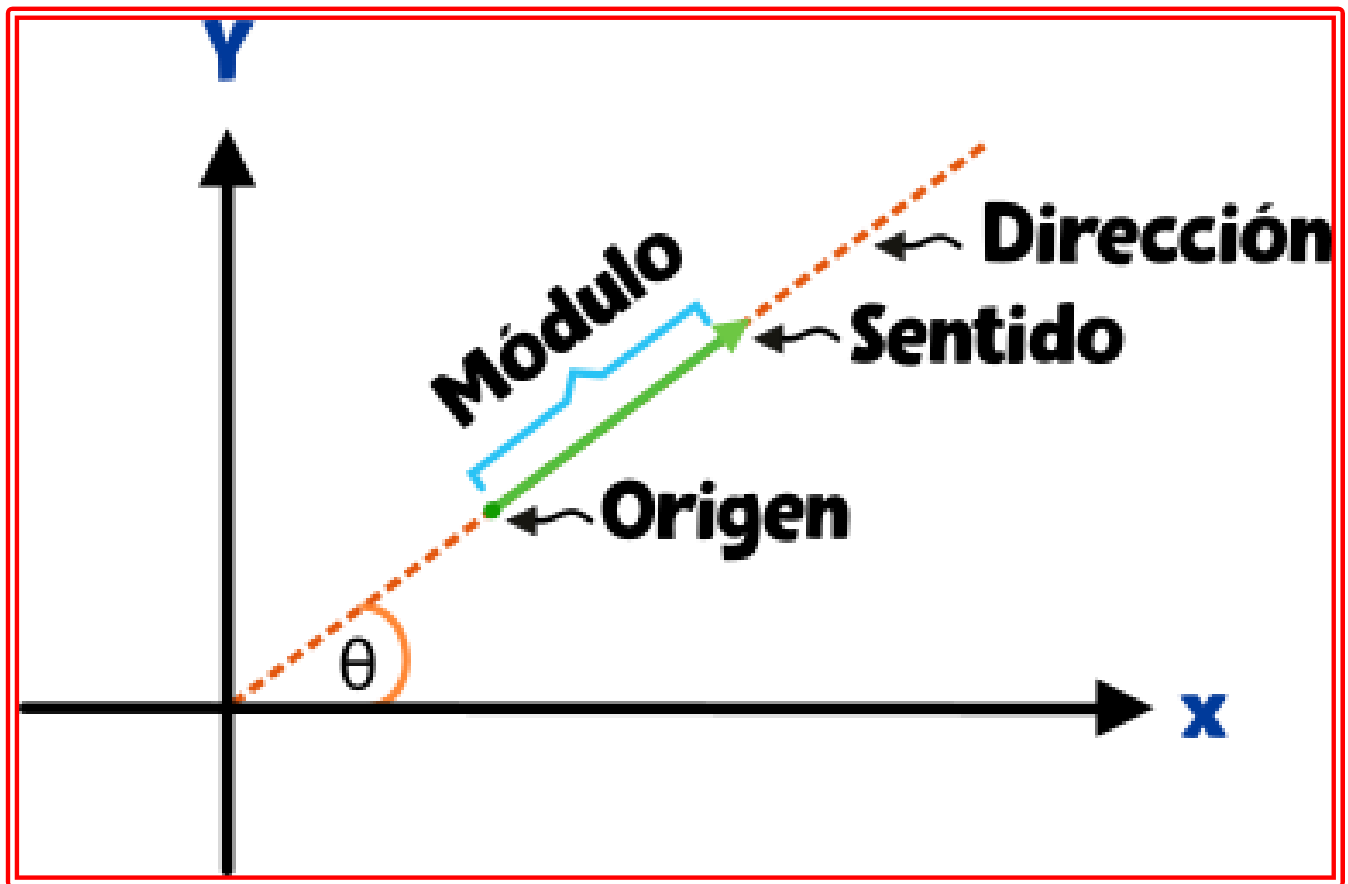 Y
Dirección
Módulo
Sentido
Origen
θ
x